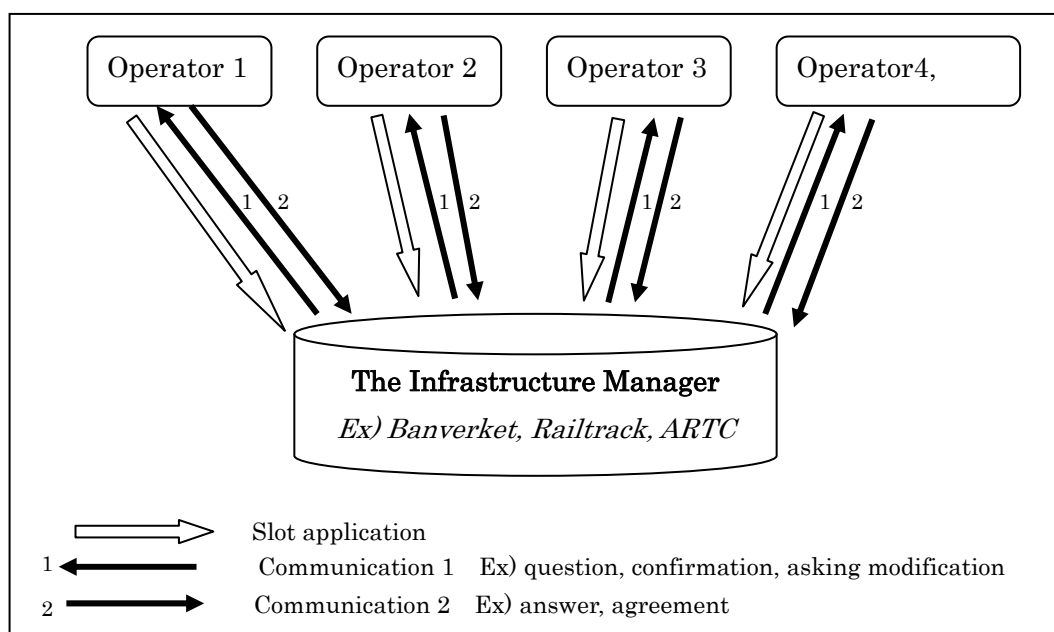 Operator 1
Operator 2
Operator 3
Operator4,
1 2
1 2
1 2
1 2
The Infrastructure Manager
Ex) Banverket, Railtrack, ARTC
Slot application
1 Communication 1 Ex) question, confirmation, asking modification
2 Communication 2 Ex) answer, agreement